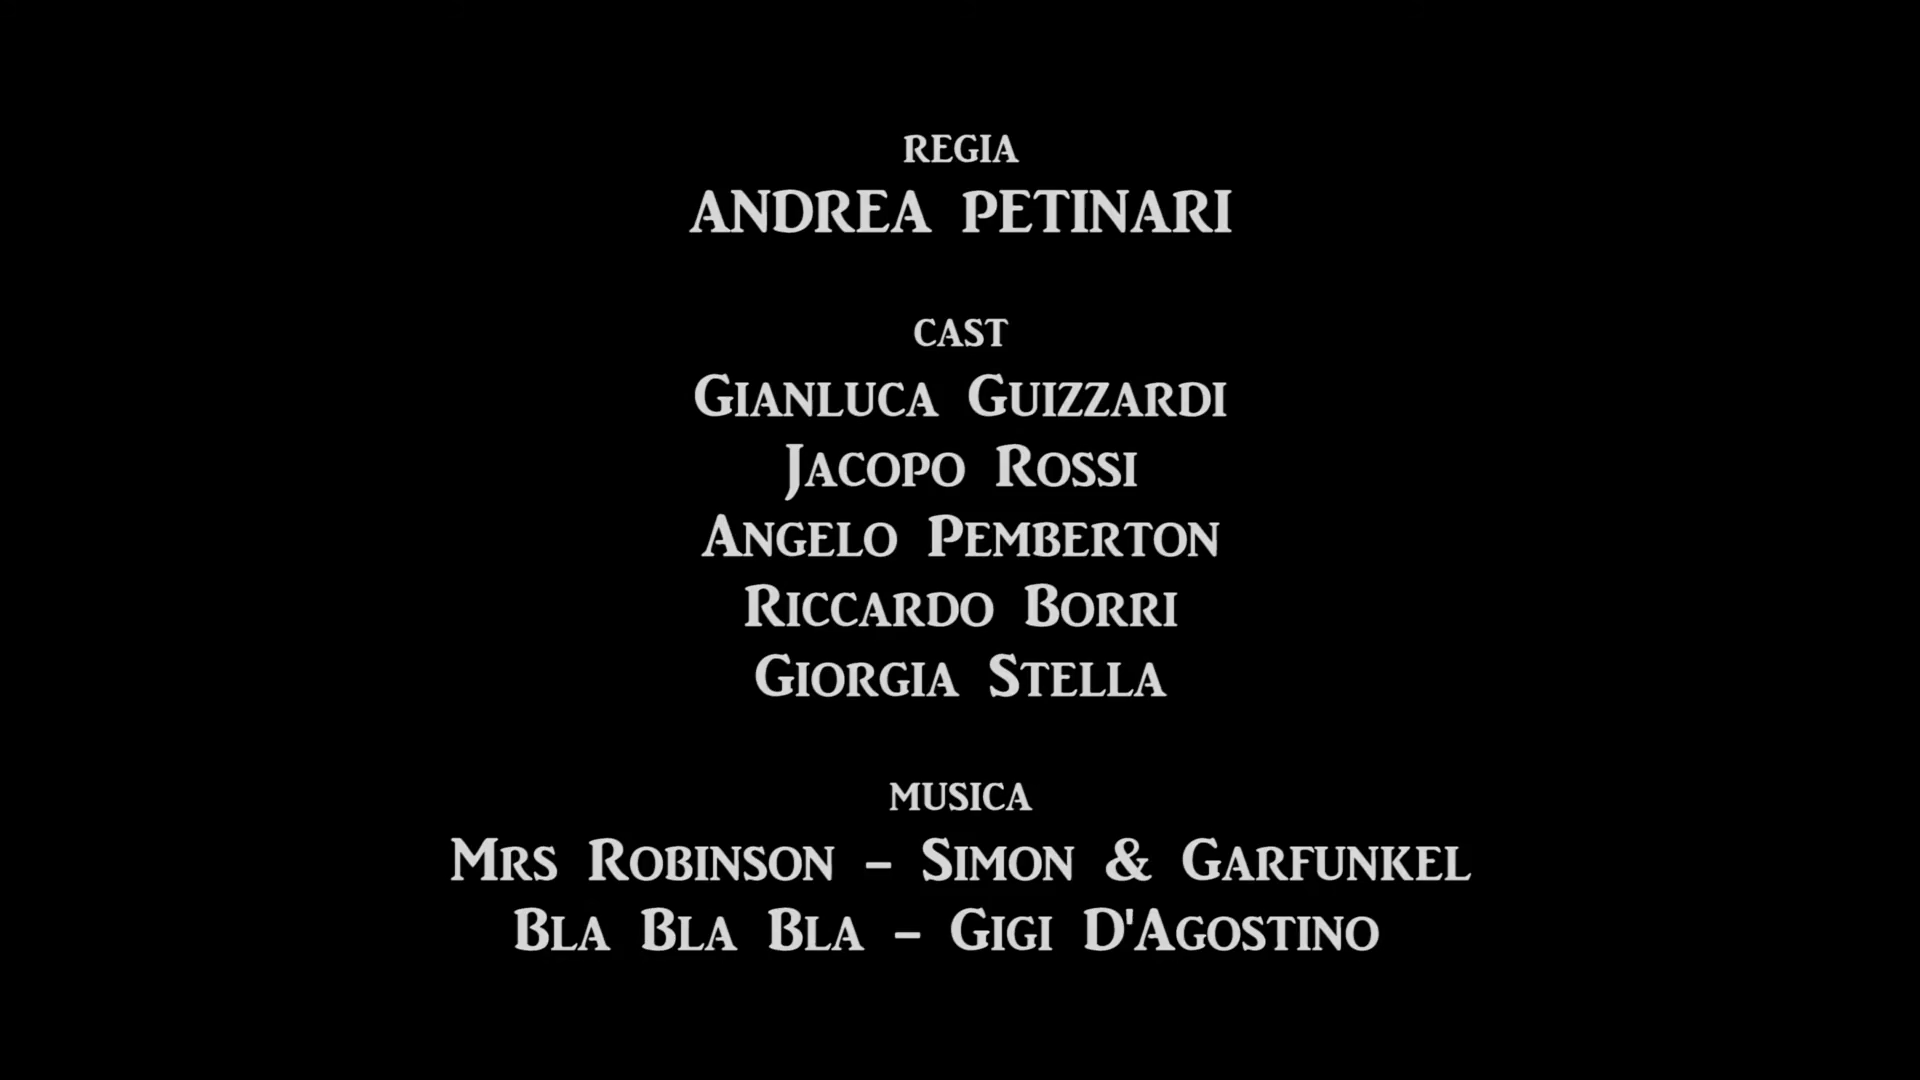 REGIA
ANDREA PETINARI
CAST
GIANLUCA GUIZZARDI
JACOPO ROSSI
ANGELO PEMBERTON
RICCARDO BORRI
GIORGIA STELLA
MUSICA
MRS ROBINSON – SIMON & GARFUNKEL
BLA BLA BLA – GIGI D'AGOSTINO